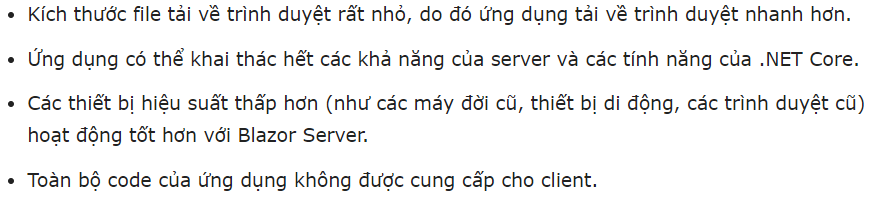 • Kích thước file tải về trình duyệt rất nhỏ, do đó ứng dụng tải về trình duyệt nhanh hơn.
• Ứng dụng có thể khai thác hết các khả năng của server và các tính năng của .NET Core.
• Các thiết bị hiệu suất thấp hơn (như các máy đời cũ, thiết bị di động, các trình duyệt cũ)
hoạt động tốt hơn với Blazor Server.
• Toàn bộ code của ứng dụng không được cung cấp cho client.